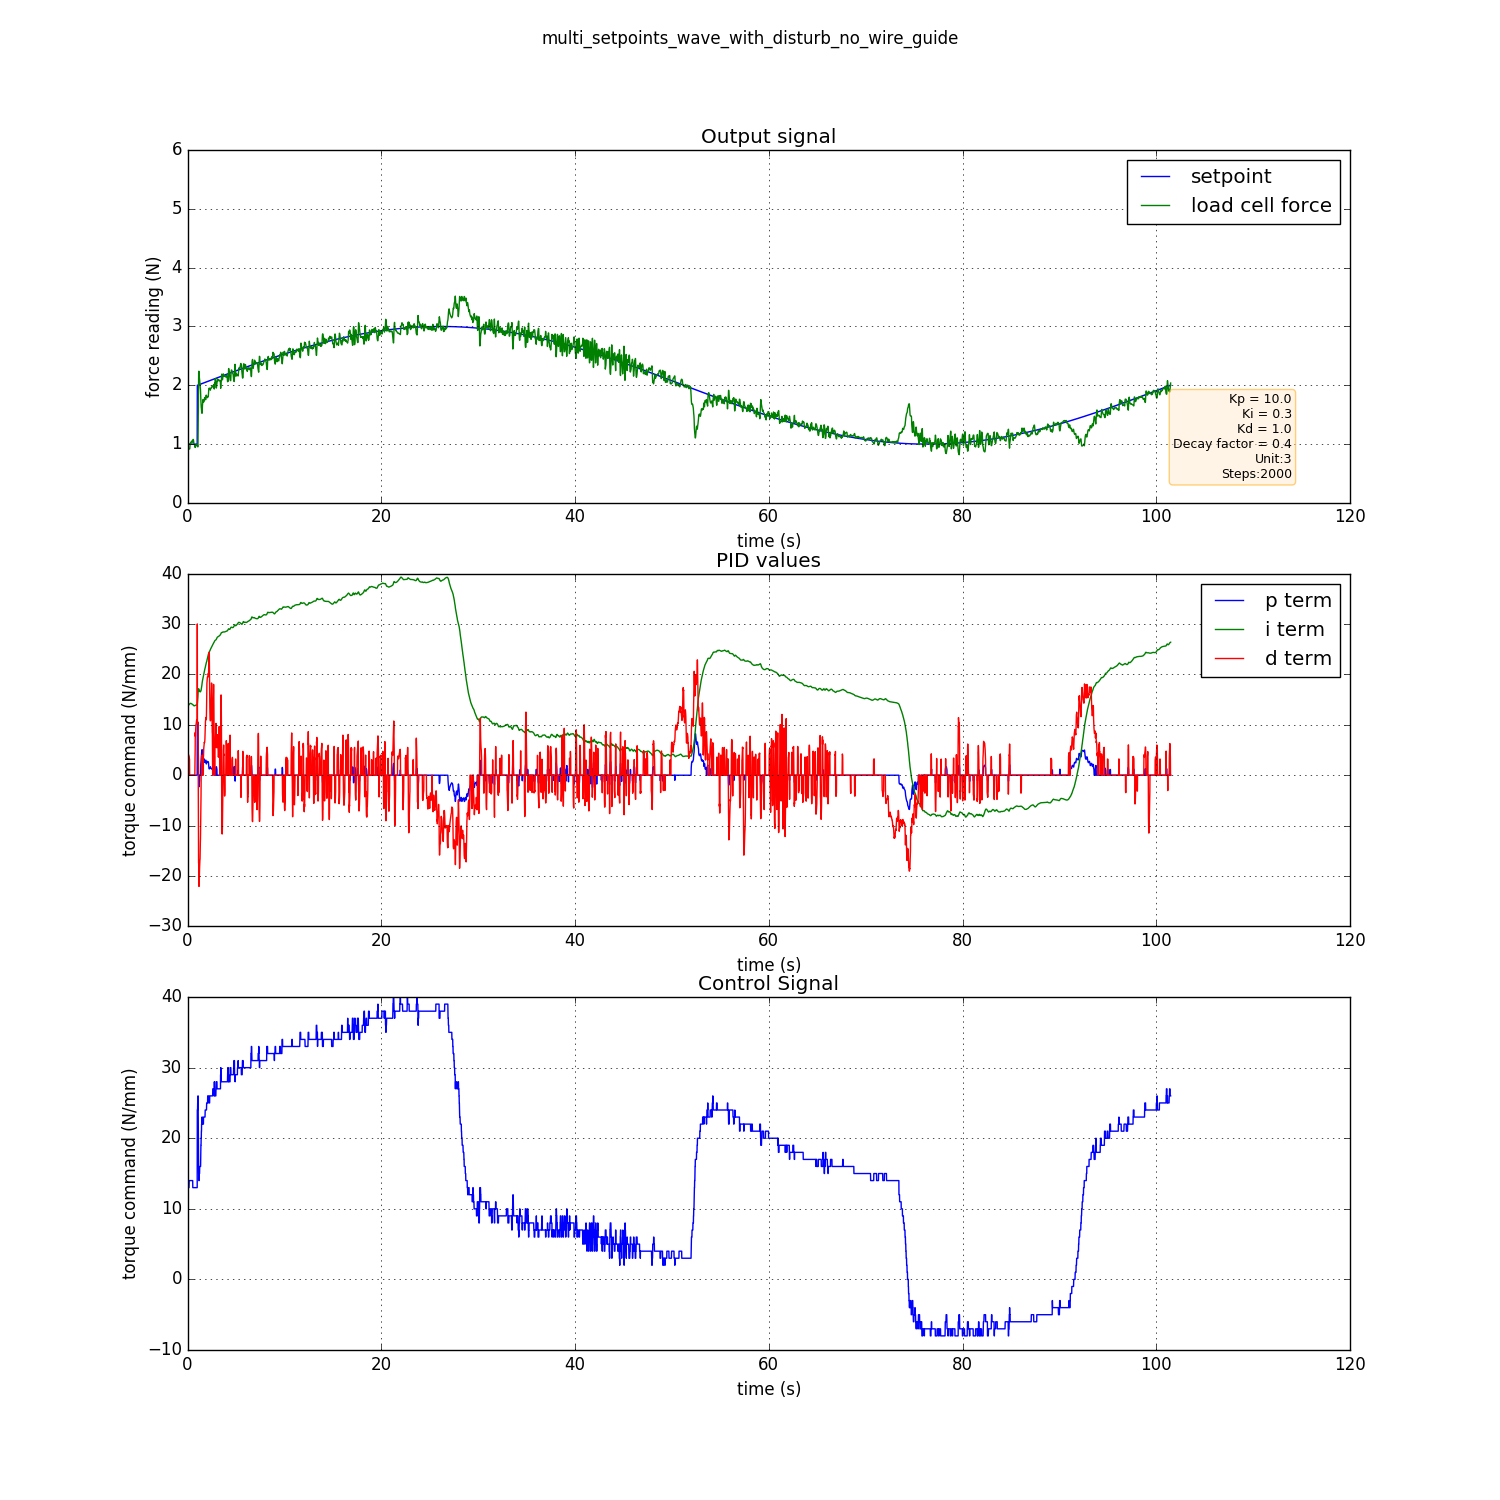 multi_setpoints_wave_with_disturb_no_wire_guide
Output signal
6
5
4
3
2
1
0
force reading (N)
setpoint
load cell force
Kp = 10.0
Ki = 0.3
Kd = 1.0
Decay factor = 0.4
Unit:3
Steps:2000
0 20 40 60 80 100 120
time (s)
PID values
40
30
20
10
0
−10
−20
−30
torque command (N/mm)
p term
i term
d term
0 20 40 60 80 100 120
time (s)
Control Signal
40
30
20
10
0
−10
torque command (N/mm)
0 20 40 60 80 100 120
time (s)